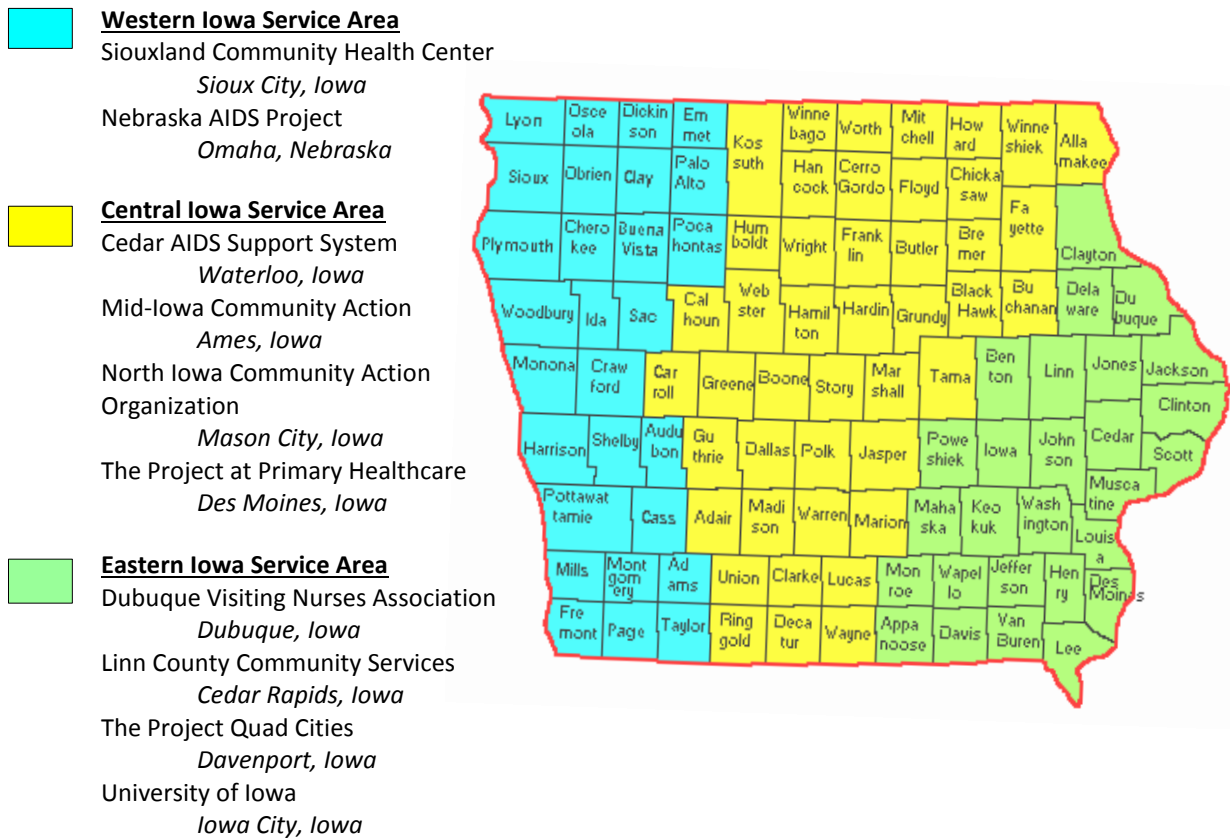 Western Iowa Service Area
Siouxland Community Health Center
Sioux City, Iowa
Nebraska AIDS Project
Omaha, Nebraska
Central Iowa Service Area
Cedar AIDS Support System
Waterloo, Iowa
Mid-Iowa Community Action
Ames, Iowa
North Iowa Community Action
Organization
Mason City, Iowa
The Project at Primary Healthcare
Des Moines, Iowa
Eastern Iowa Service Area
Dubuque Visiting Nurses Association
Dubuque, Iowa
Linn County Community Services
Cedar Rapids, Iowa
The Project Quad Cities
Davenport, Iowa
University of Iowa
Iowa City, Iowa
Lyon
Osce
ola
Dickin
son
Em
met
Kos
suth
Winne
bago
Worth
Mit
chell
How
ard
Winne
shiek
Alla
makee
Sioux
Obrien
Clay
Palo
Alto
Han
cock
Cerro
Gordo
Floyd
Chicka
saw
Fa
yette
Clayton
Plymouth
Chero
kee
Buena
Vista
Poca
hontas
Hum
boldt
Wright
Frank
lin
Butler
Bre
mer
Woodbury
Ida
Sac
Cal
houn
Web
ster
Hamil
ton
Hardin
Grundy
Black
Hawk
Bu
chanan
Dela
ware
Du
buque
Monona
Craw
ford
Car
roll
Greene
Boone
Story
Mar
shall
Tama
Ben
ton
Linn
Jones
Jackson
Clinton
Harrison
Shelby
Audu
bon
Gu
thrie
Dallas
Polk
Jasper
Powe
shiek
Iowa
John
son
Cedar
Scott
Musca
tine
Pottawat
tamie
Cass
Adair
Madi
son
Warren
Marion
Maha
ska
Keo
kuk
Wash
ington
Louis
a
Mills
Mont
gom
ery
Ad
ams
Union
Clarke
Lucas
Mon
roe
Wapel
lo
Jeffer
son
Hen
ry
Des
Moines
Fre
mont
Page
Taylor
Ring
gold
Deca
tur
Wayne
Appa
noose
Davis
Van
Buren
Lee